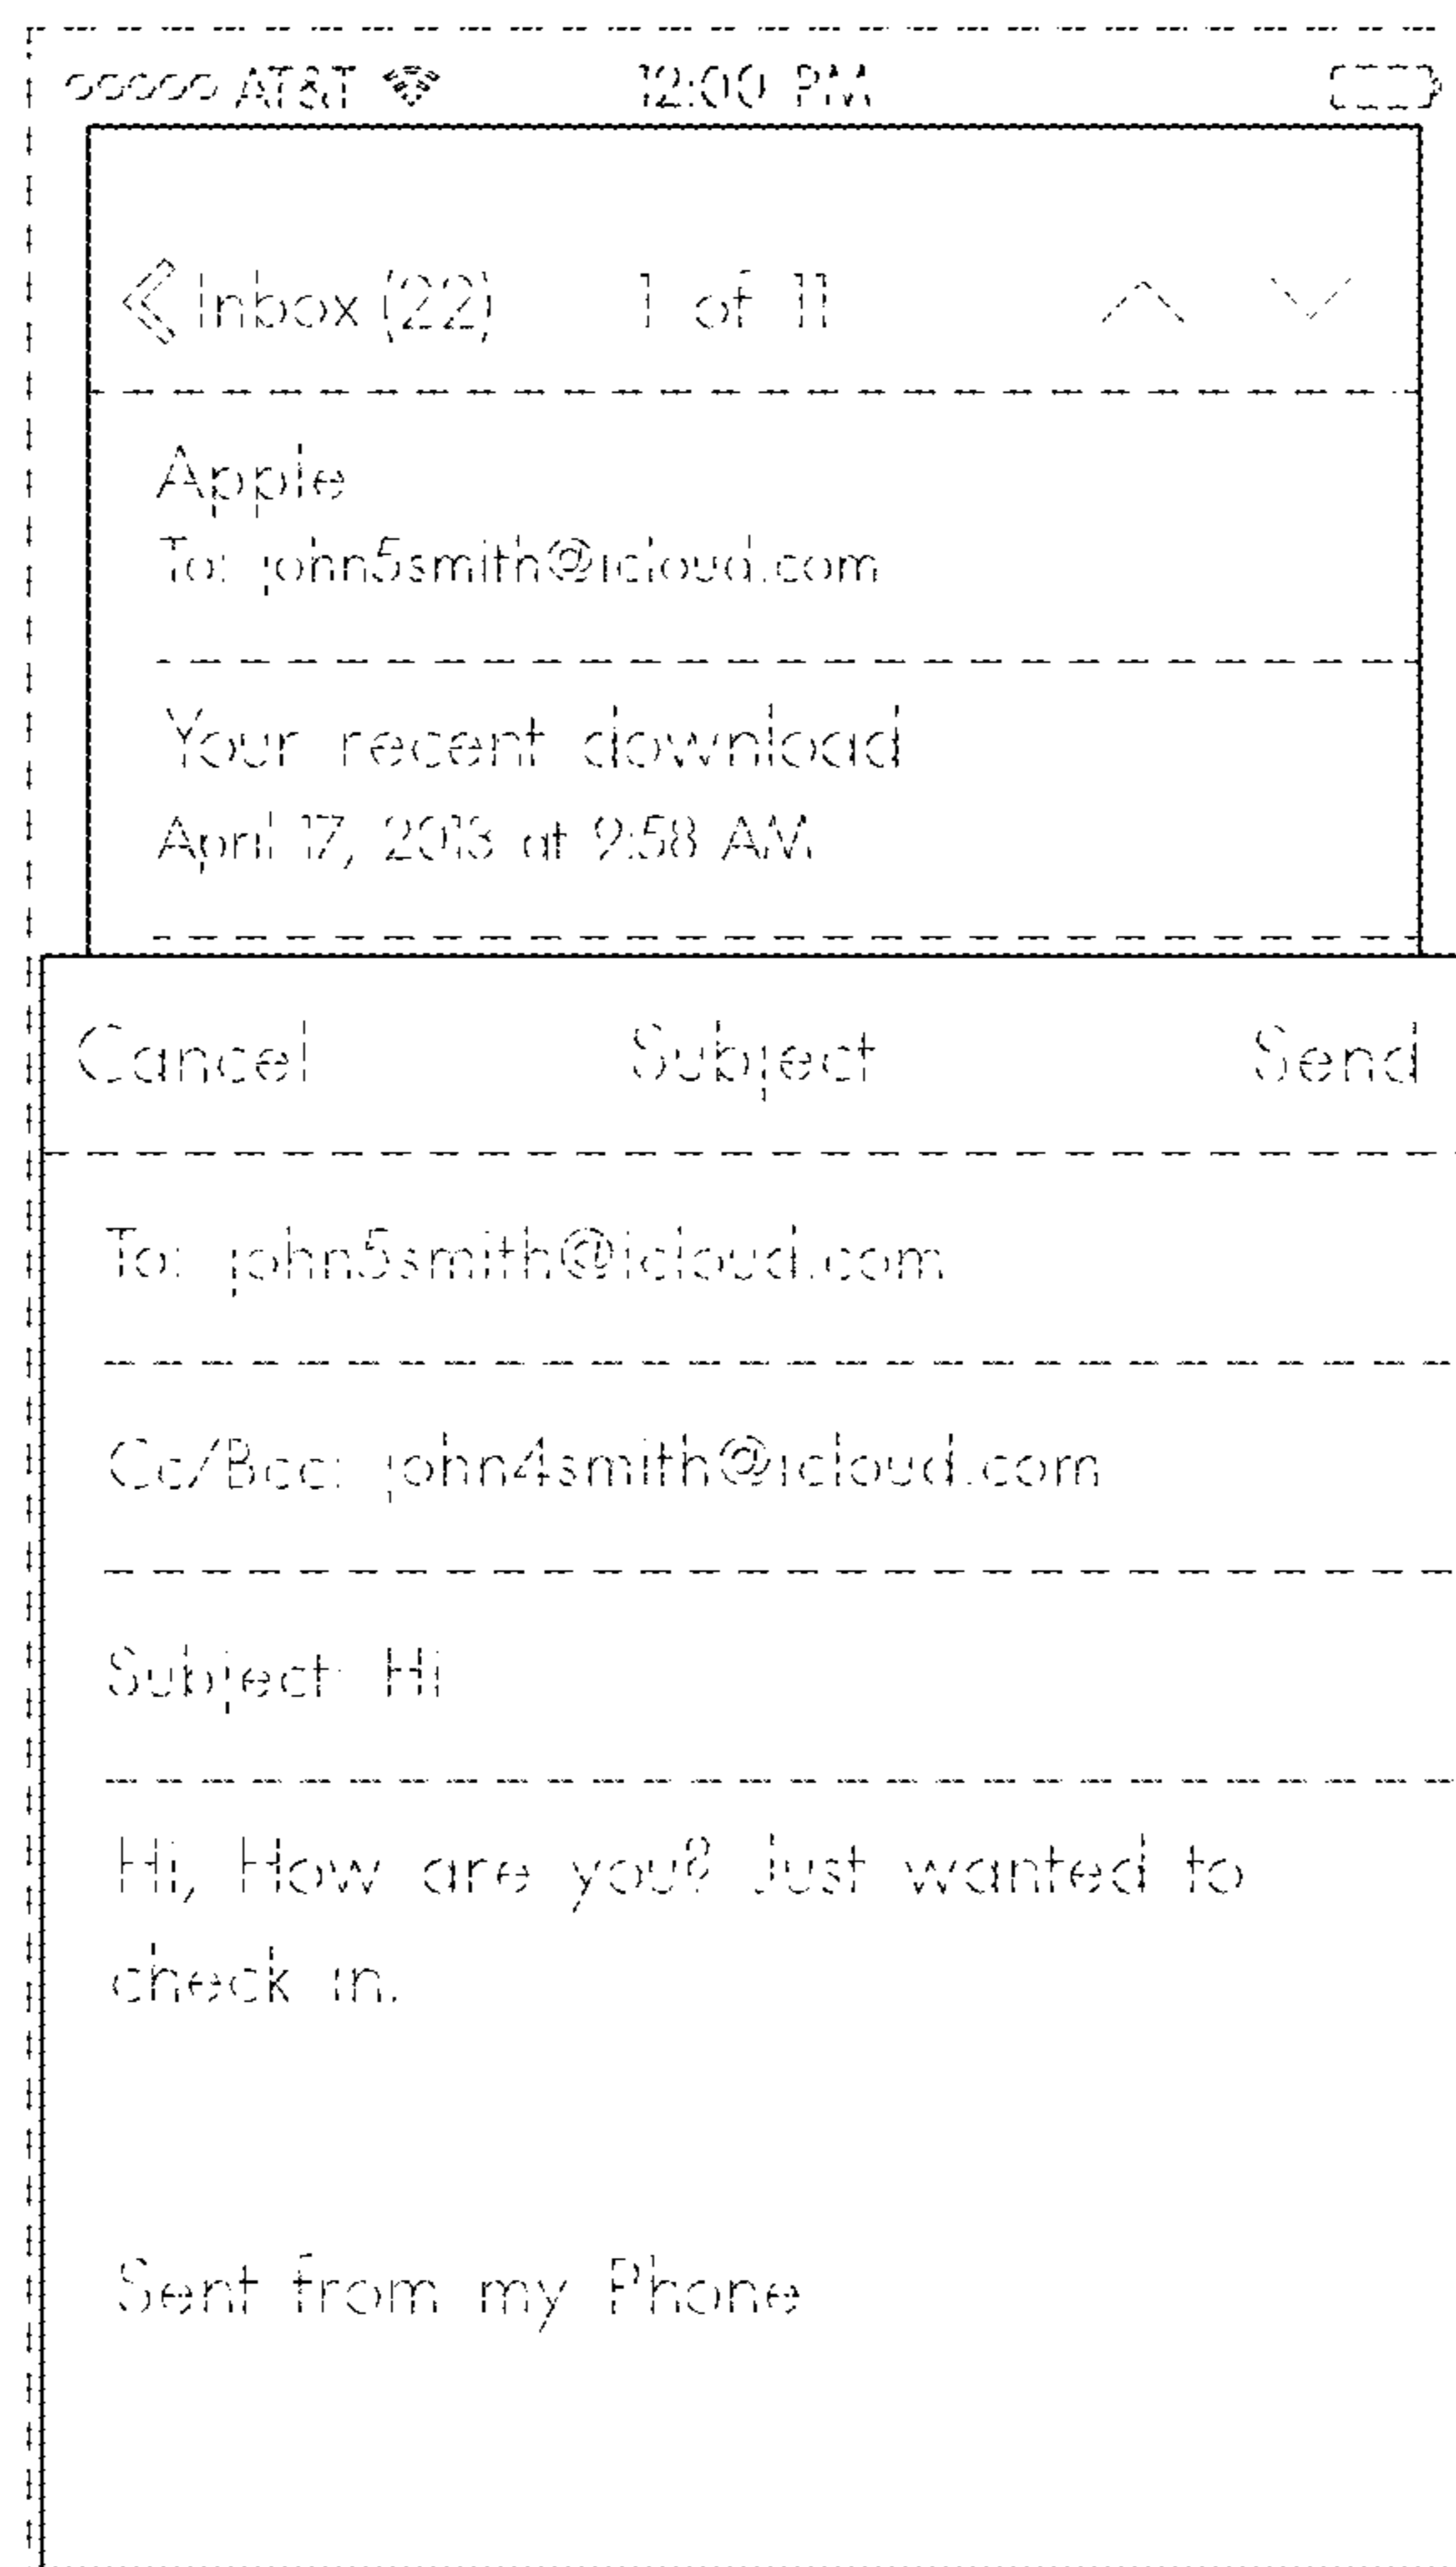 AT&T 12:00 PM
Inbox (22) 1 of 11
Apple
To: john5smith@icloud.com
Your recent download
April 17, 2013 at 9:58 AM
Cancel Subject Send
To: john5smith@icloud.com
Cc/Bcc: john4smith@icloud.com
Subject: Hi
Hi, How are you? Just wanted to
check in.
Sent from my Phone